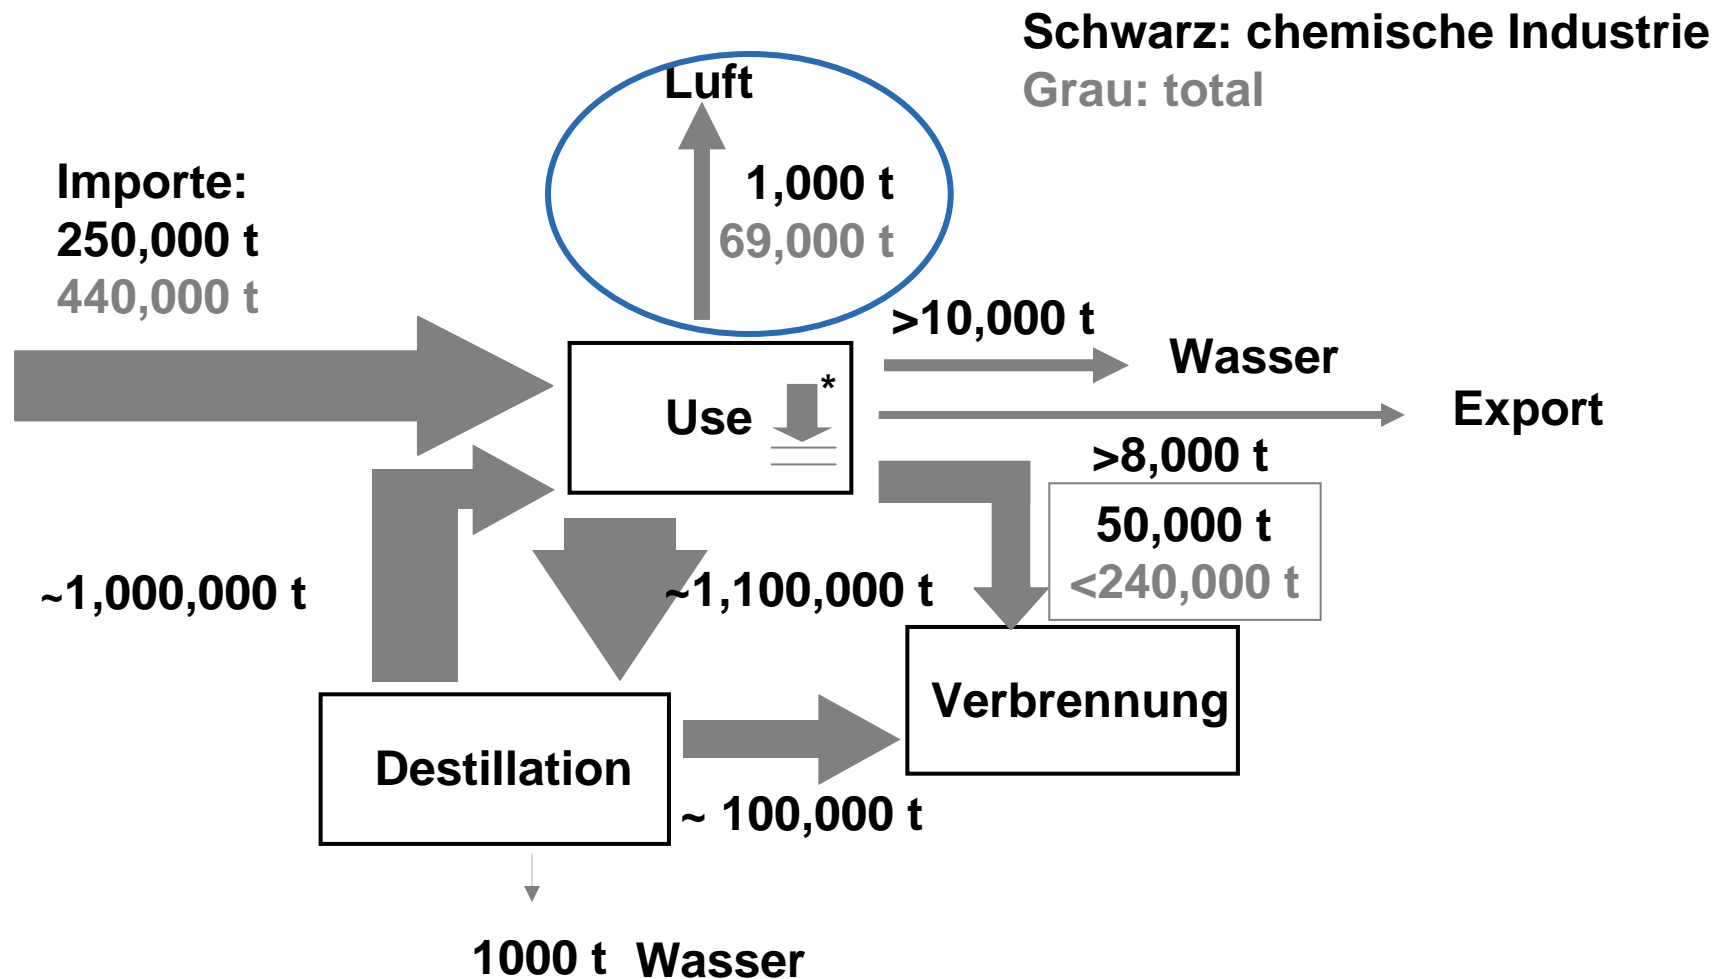 Schwarz: chemische Industrie
Grau: total
Luft
1,000 t
69,000 t
Importe:
250,000 t
440,000 t
>10,000 t
Wasser
Export
Use
*
>8,000 t
50,000 t
<240,000 t
~1,000,000 t
~1,100,000 t
Verbrennung
Destillation
~ 100,000 t
1000 t Wasser